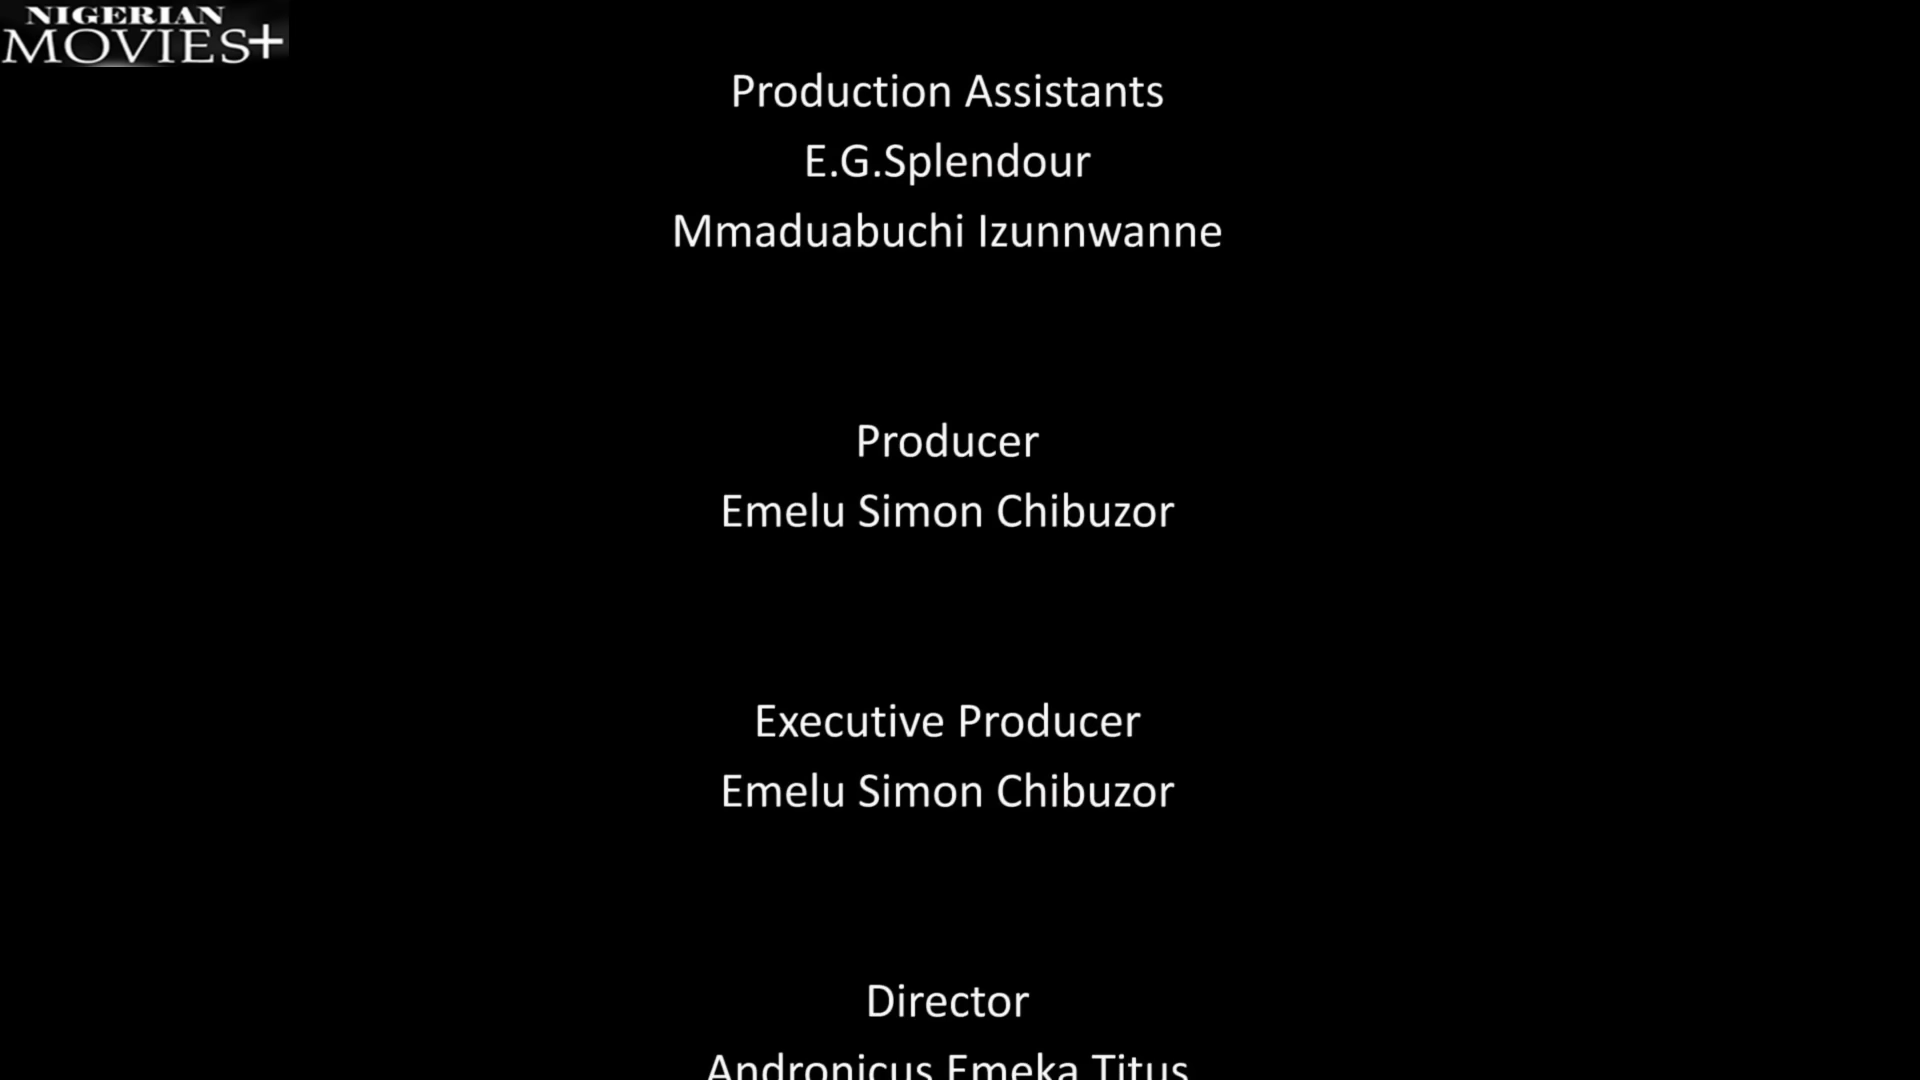 NIGERIAN
MOVIES+
Production Assistants
E.G.Splendour
Mmaduabuchi Izunnwanne
Producer
Emelu Simon Chibuzor
Executive Producer
Emelu Simon Chibuzor
Director
Andronicus Emeka Titus